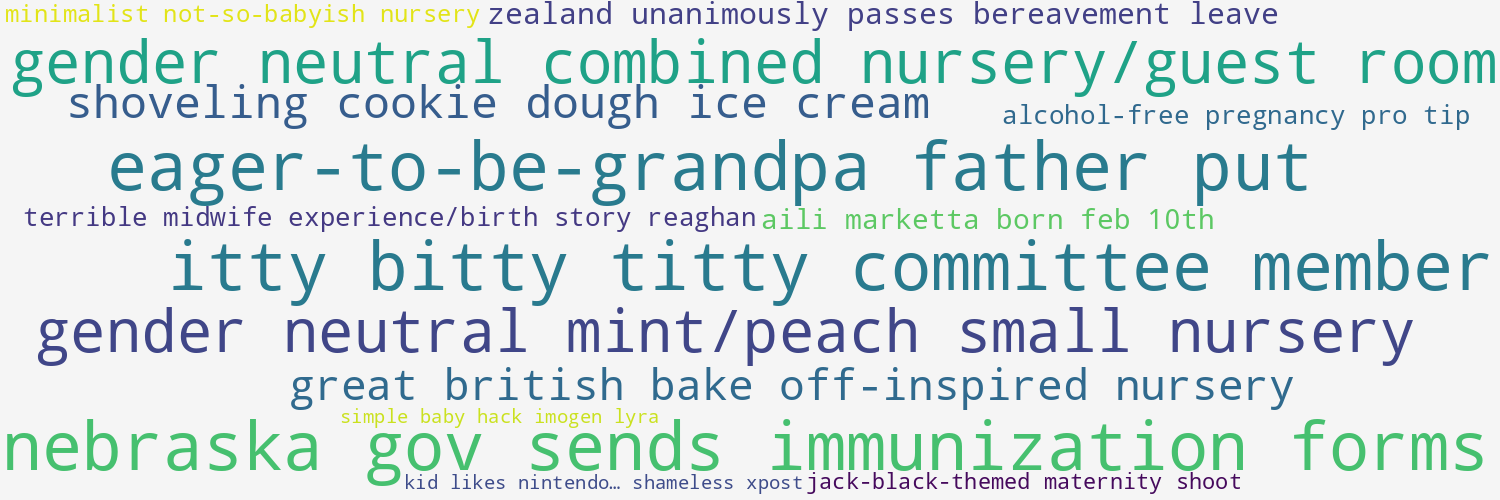 minimalist not-so-babyish nursery
zealand unanimously passes bereavement leave
gender neutral combined nursery/guest room
shoveling cookie dough ice cream
alcohol-free pregnancy pro tip
eager-to-be-grandpa father put
terrible midwife experience/birth story reaghan
aili marketta born feb 10th
itty bitty titty committee member
gender neutral mint/peach small nursery
great british bake off-inspired nursery
simple baby hack imogen lyra
nebraska gov sends immunization forms
kid likes nintendo… shameless xpost
jack-black-themed maternity shoot